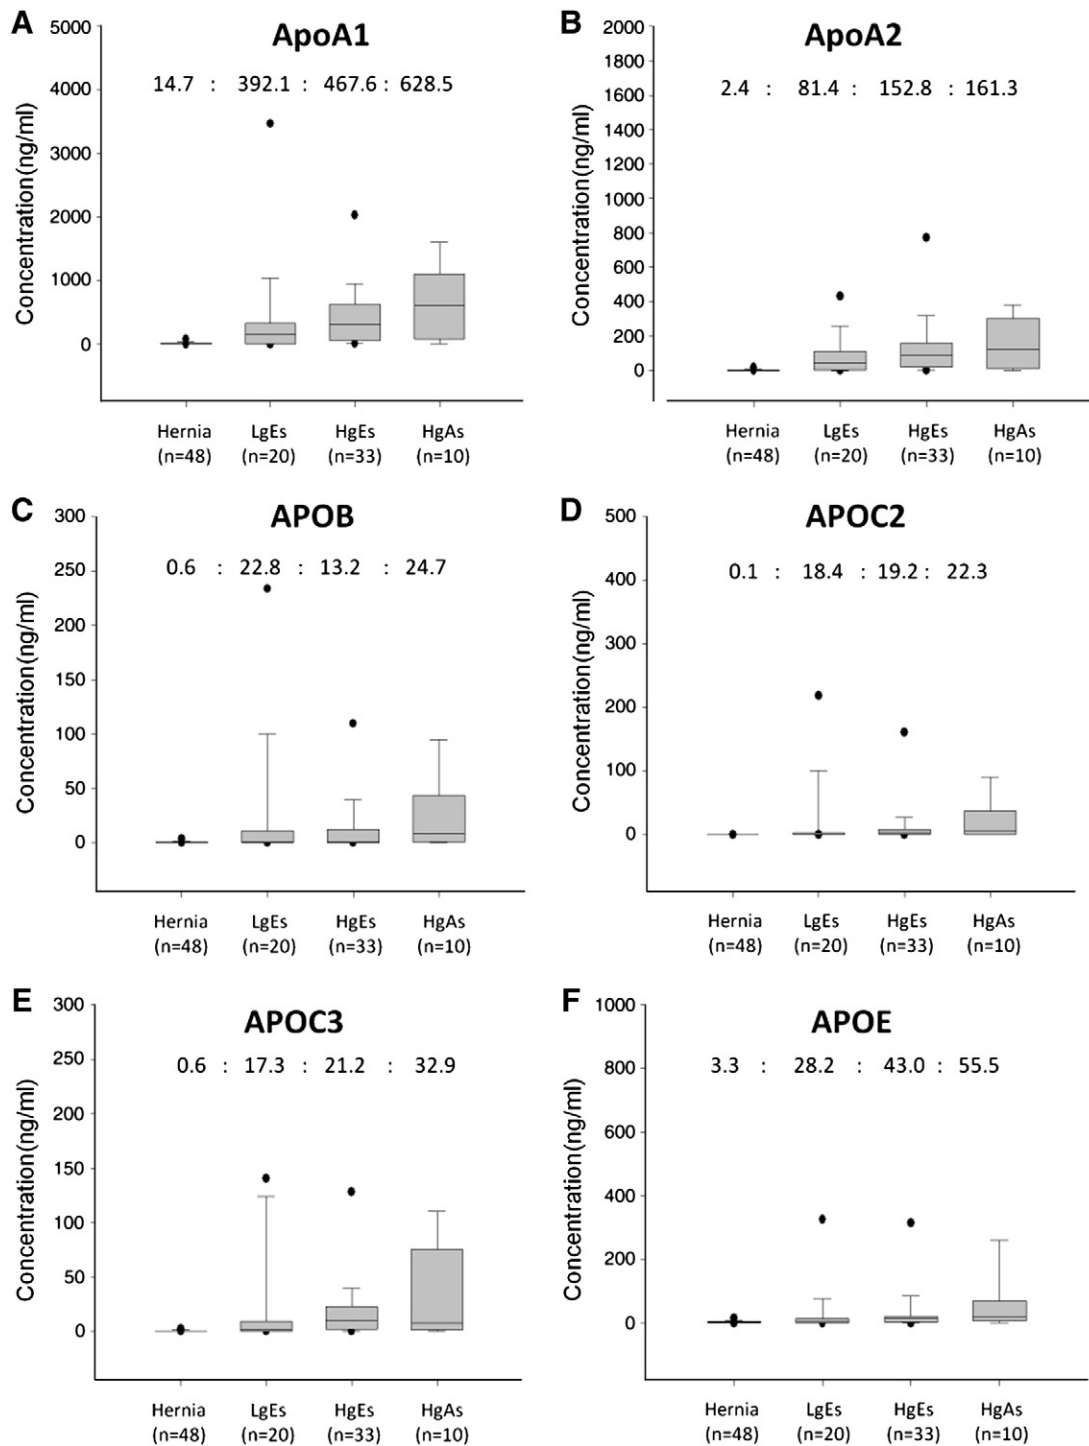 A
ApoA1
14.7 : 392.1 : 467.6 : 628.5
Concentration(ng/ml)
5000
4000
3000
2000
1000
0
Hernia LgEs HgEs HgAs
(n=48) (n=20) (n=33) (n=10)
B
ApoA2
2.4 : 81.4 : 152.8 : 161.3
Concentration(ng/ml)
2000
1800
1600
1400
1200
1000
800
600
400
200
0
Hernia LgEs HgEs HgAs
(n=48) (n=20) (n=33) (n=10)
C
APOB
0.6 : 22.8 : 13.2 : 24.7
Concentration(ng/ml)
300
250
200
150
100
50
0
Hernia LgEs HgEs HgAs
(n=48) (n=20) (n=33) (n=10)
D
APOC2
0.1 : 18.4 : 19.2 : 22.3
Concentration(ng/ml)
500
400
300
200
100
0
Hernia LgEs HgEs HgAs
(n=48) (n=20) (n=33) (n=10)
E
APOC3
0.6 : 17.3 : 21.2 : 32.9
Concentration(ng/ml)
300
250
200
150
100
50
0
Hernia LgEs HgEs HgAs
(n=48) (n=20) (n=33) (n=10)
F
APOE
3.3 : 28.2 : 43.0 : 55.5
Concentration(ng/ml)
1000
800
600
400
200
0
Hernia LgEs HgEs HgAs
(n=48) (n=20) (n=33) (n=10)